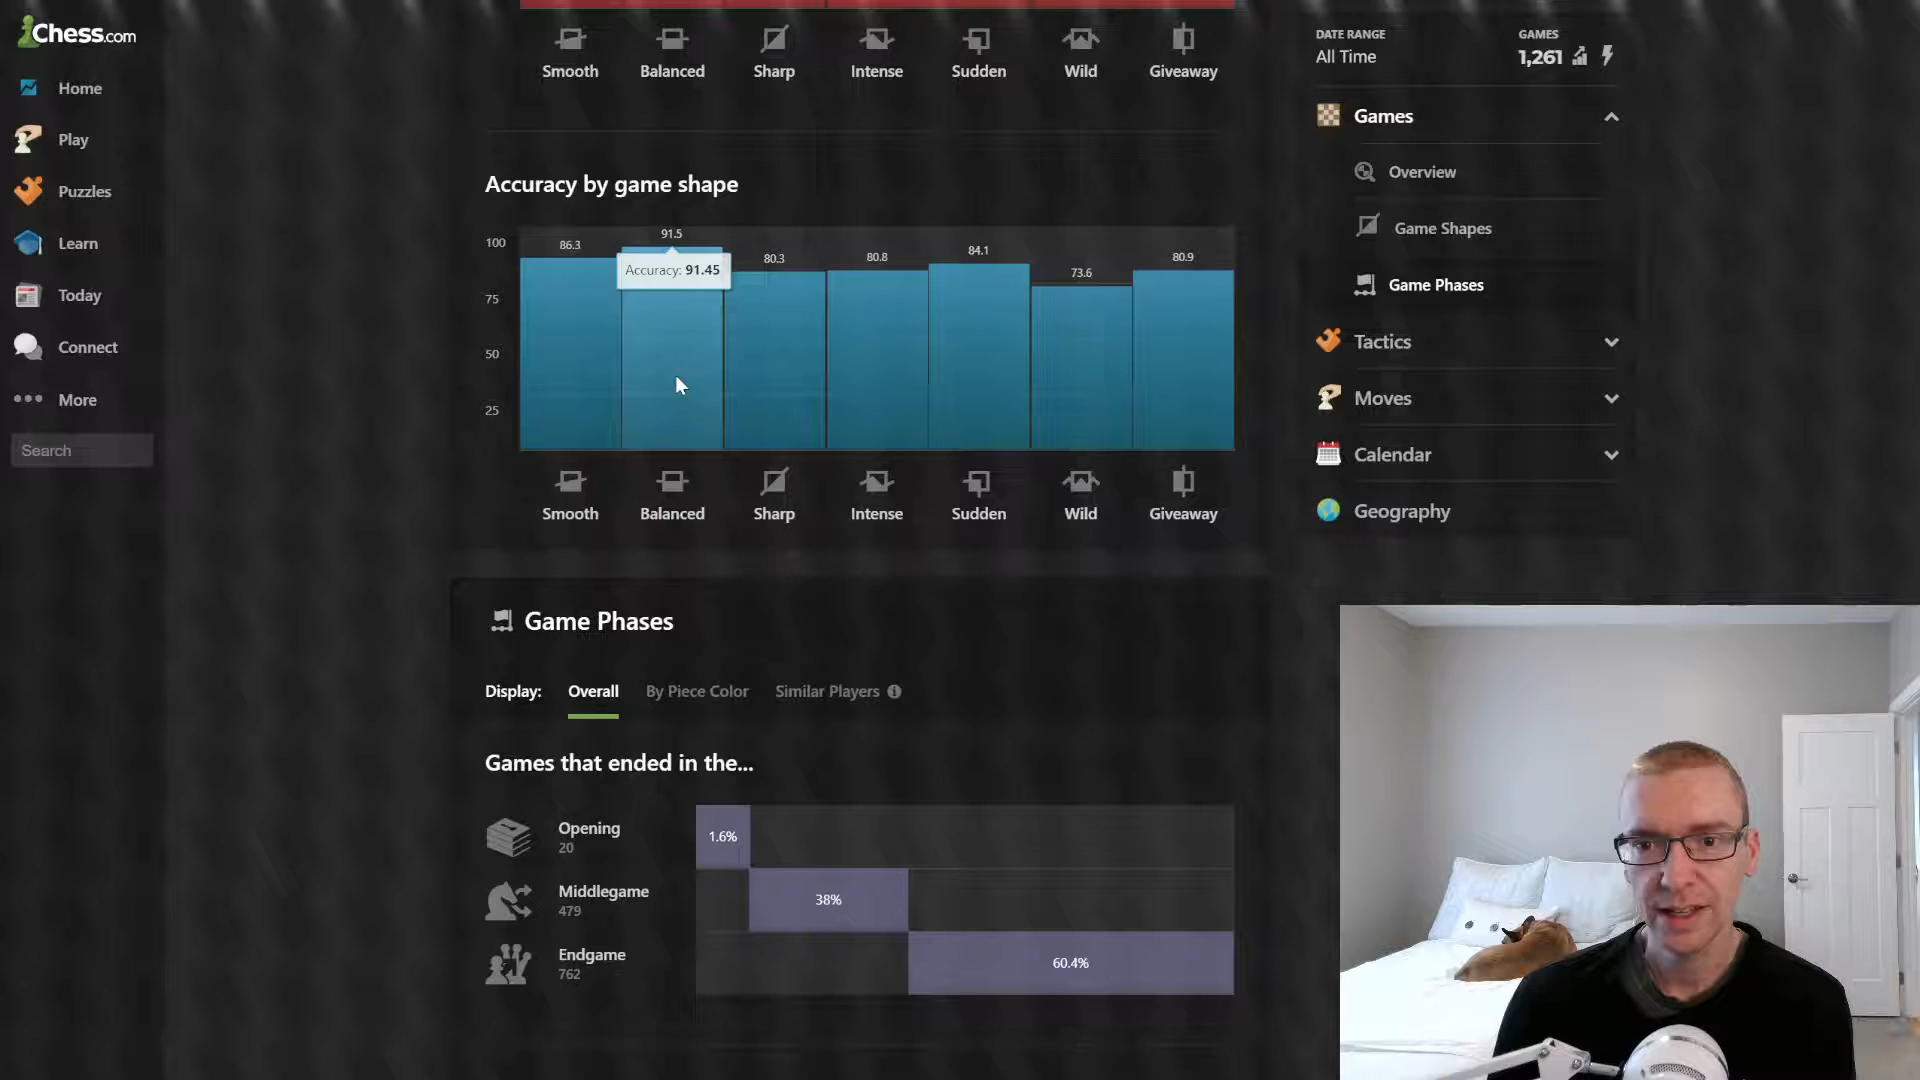 Chess.com
Home
Play
Puzzles
Learn
Today
Connect
More
Search
Smooth Balanced Sharp Intense Sudden Wild Giveaway
Accuracy by game shape
100
75
50
25
86.3 91.5 80.3 80.8 84.1 73.6 80.9
Accuracy: 91.45
Smooth Balanced Sharp Intense Sudden Wild Giveaway
Game Phases
Display: Overall By Piece Color Similar Players
Games that ended in the...
Opening
20
1.6%
Middlegame
479
38%
Endgame
762
60.4%
DATE RANGE GAMES
All Time 1,261
Games
Overview
Game Shapes
Game Phases
Tactics
Moves
Calendar
Geography